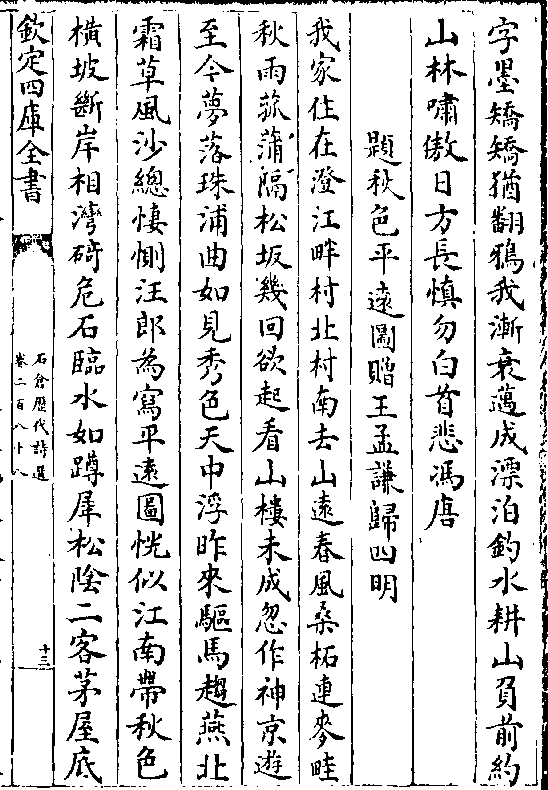 字墨矯矯猶翻鴉我漸衰邁成漂泊釣水耕山負前約
山林嘯傲日方長慎勿白首悲馮唐
題秋色平遠圖贈王孟謙歸四明
我家住在澄江畔村北村南去山遠春風桑柘連麥畦
秋雨菰蒲隔松坂幾回欲起看山樓未成忽作神京遊
至今夢落珠浦曲如見秀色天中浮昨來驅馬趨燕北
霜草風沙總悽惻汪郎為寫平遠圖恍似江南帶秋色
橫坡斷岸相灣碕危石臨水如蹲犀松陰二客茅屋底
欽定四庫全書
石倉歷代詩選
卷二百八十八
十三